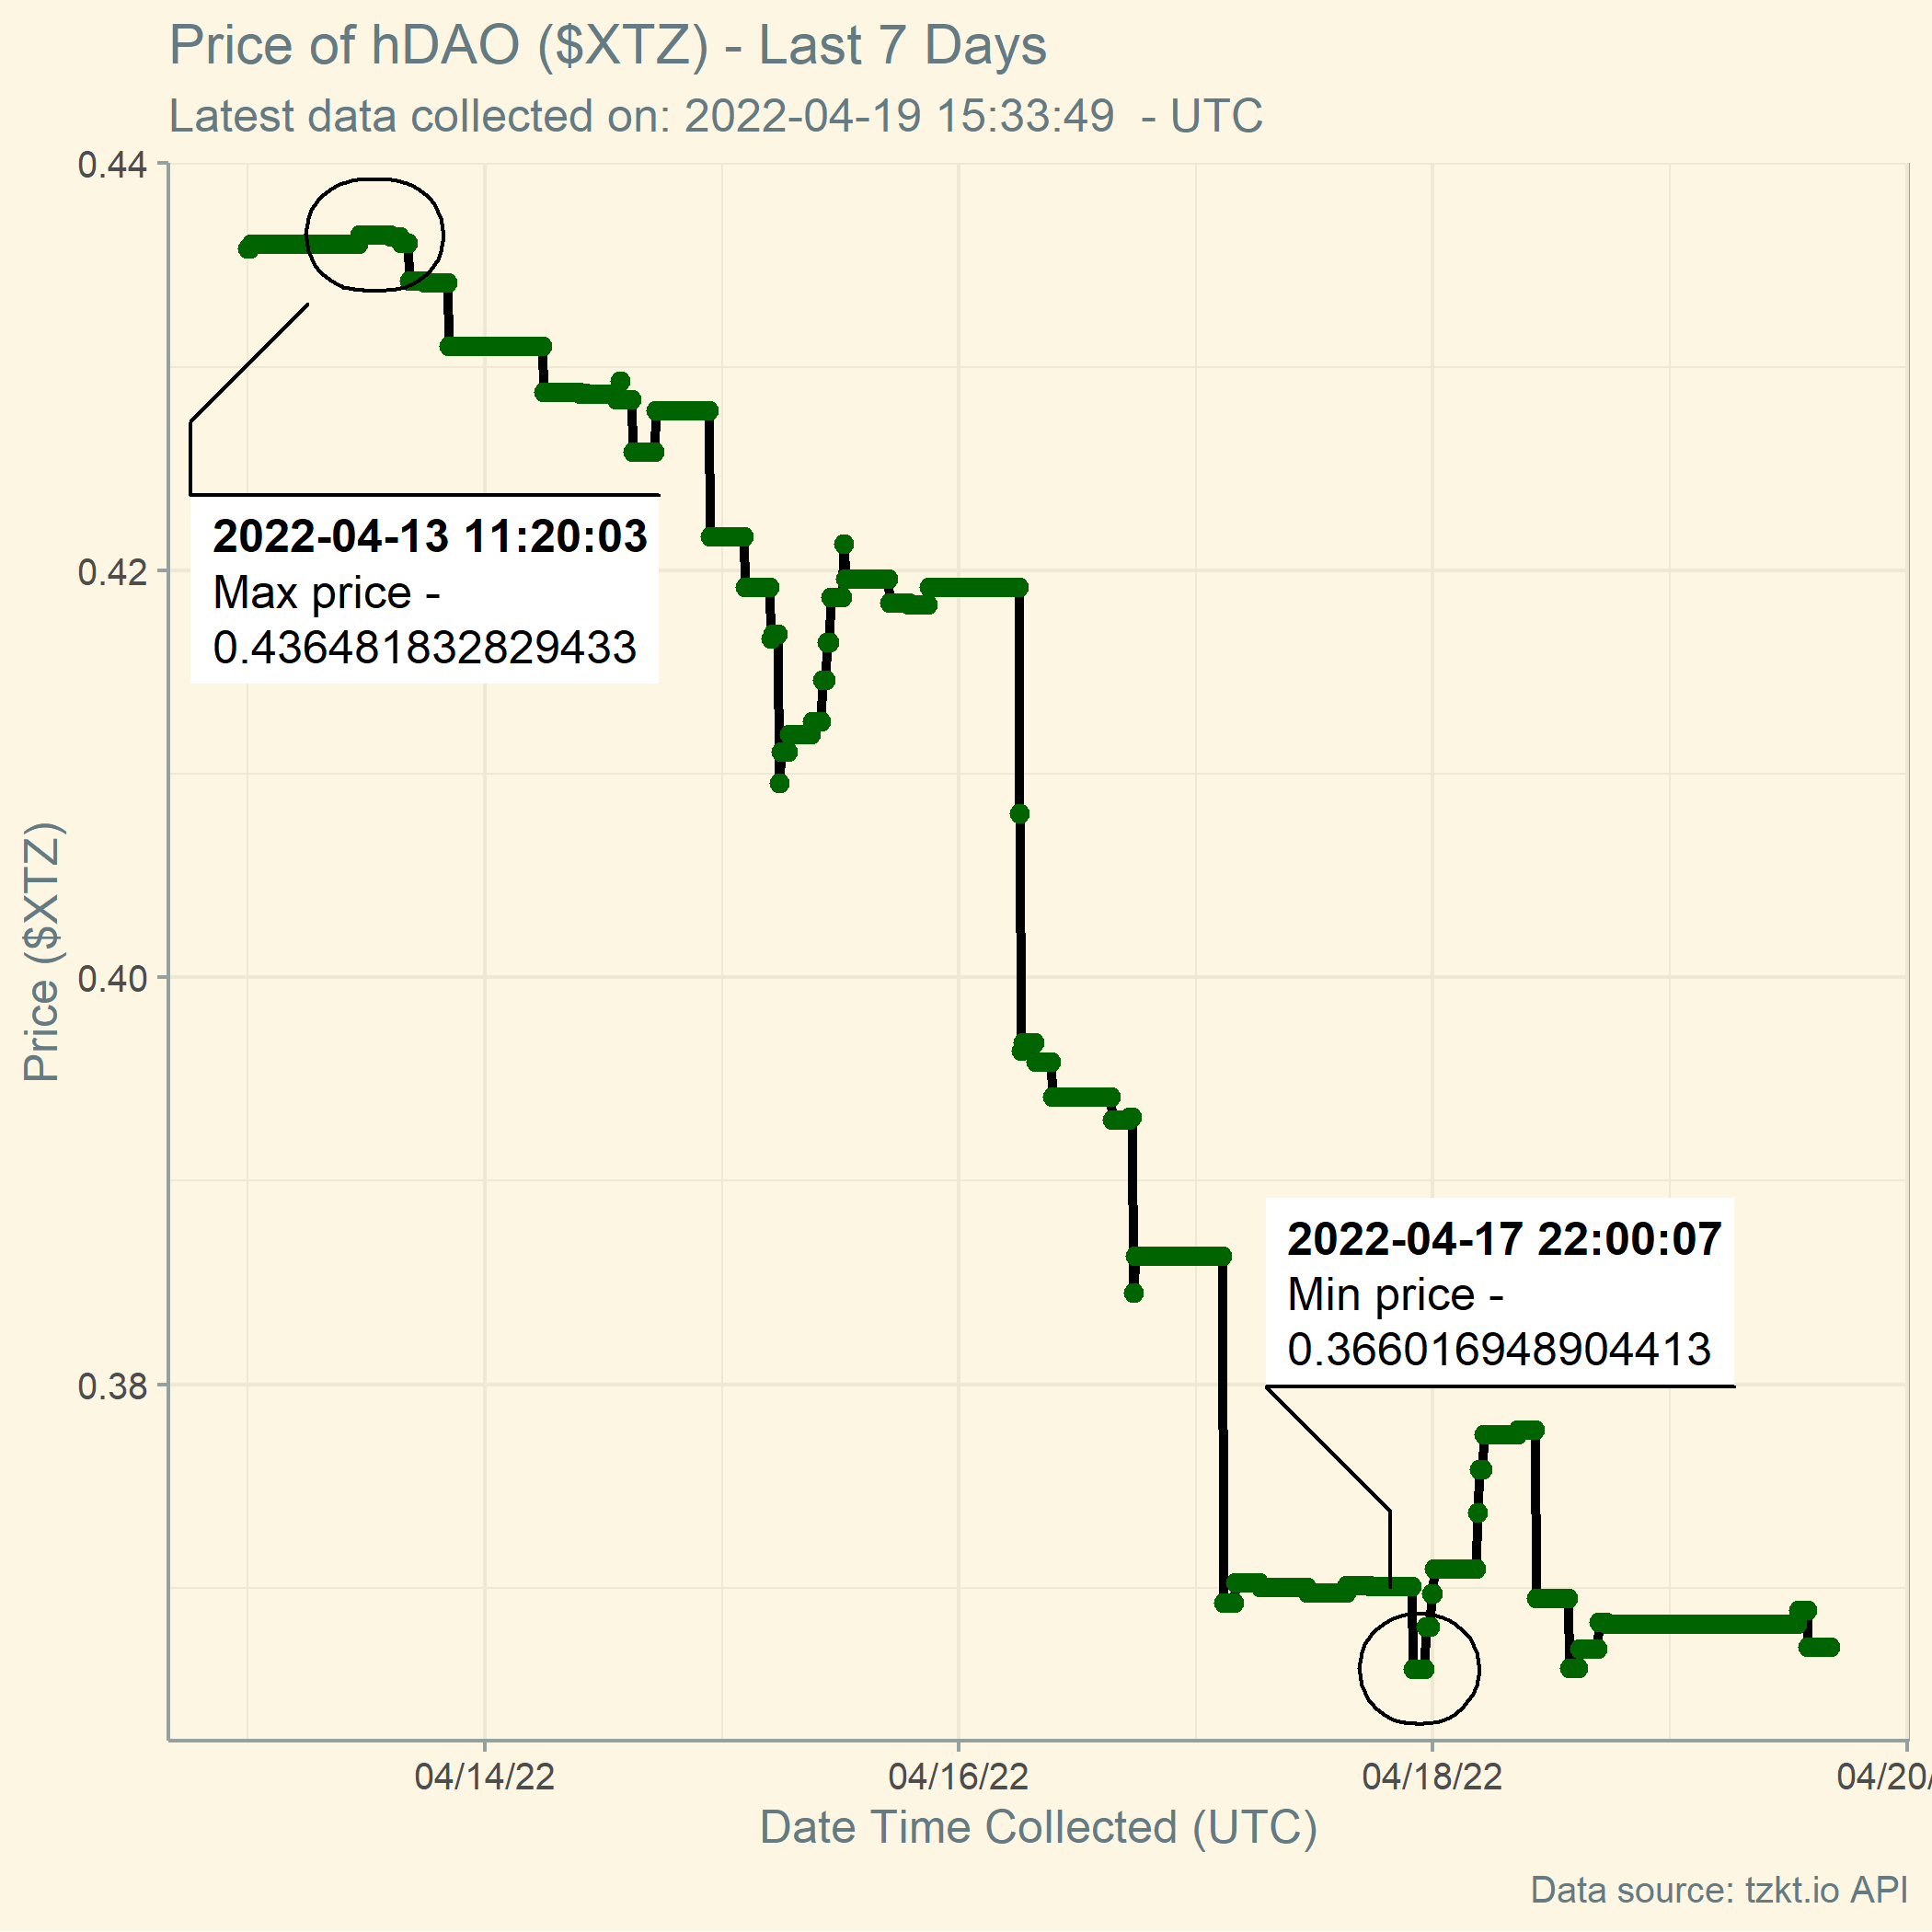 Price of hDAO ($XTZ) - Last 7 Days
Latest data collected on: 2022-04-19 15:33:49  - UTC
0.44
0.42
0.40
0.38
Price ($XTZ)
2022-04-13 11:20:03
Max price -
0.436481832829433
2022-04-17 22:00:07
Min price -
0.366016948904413
04/14/22
04/16/22
04/18/22
04/20/
Date Time Collected (UTC)
Data source: tzkt.io API